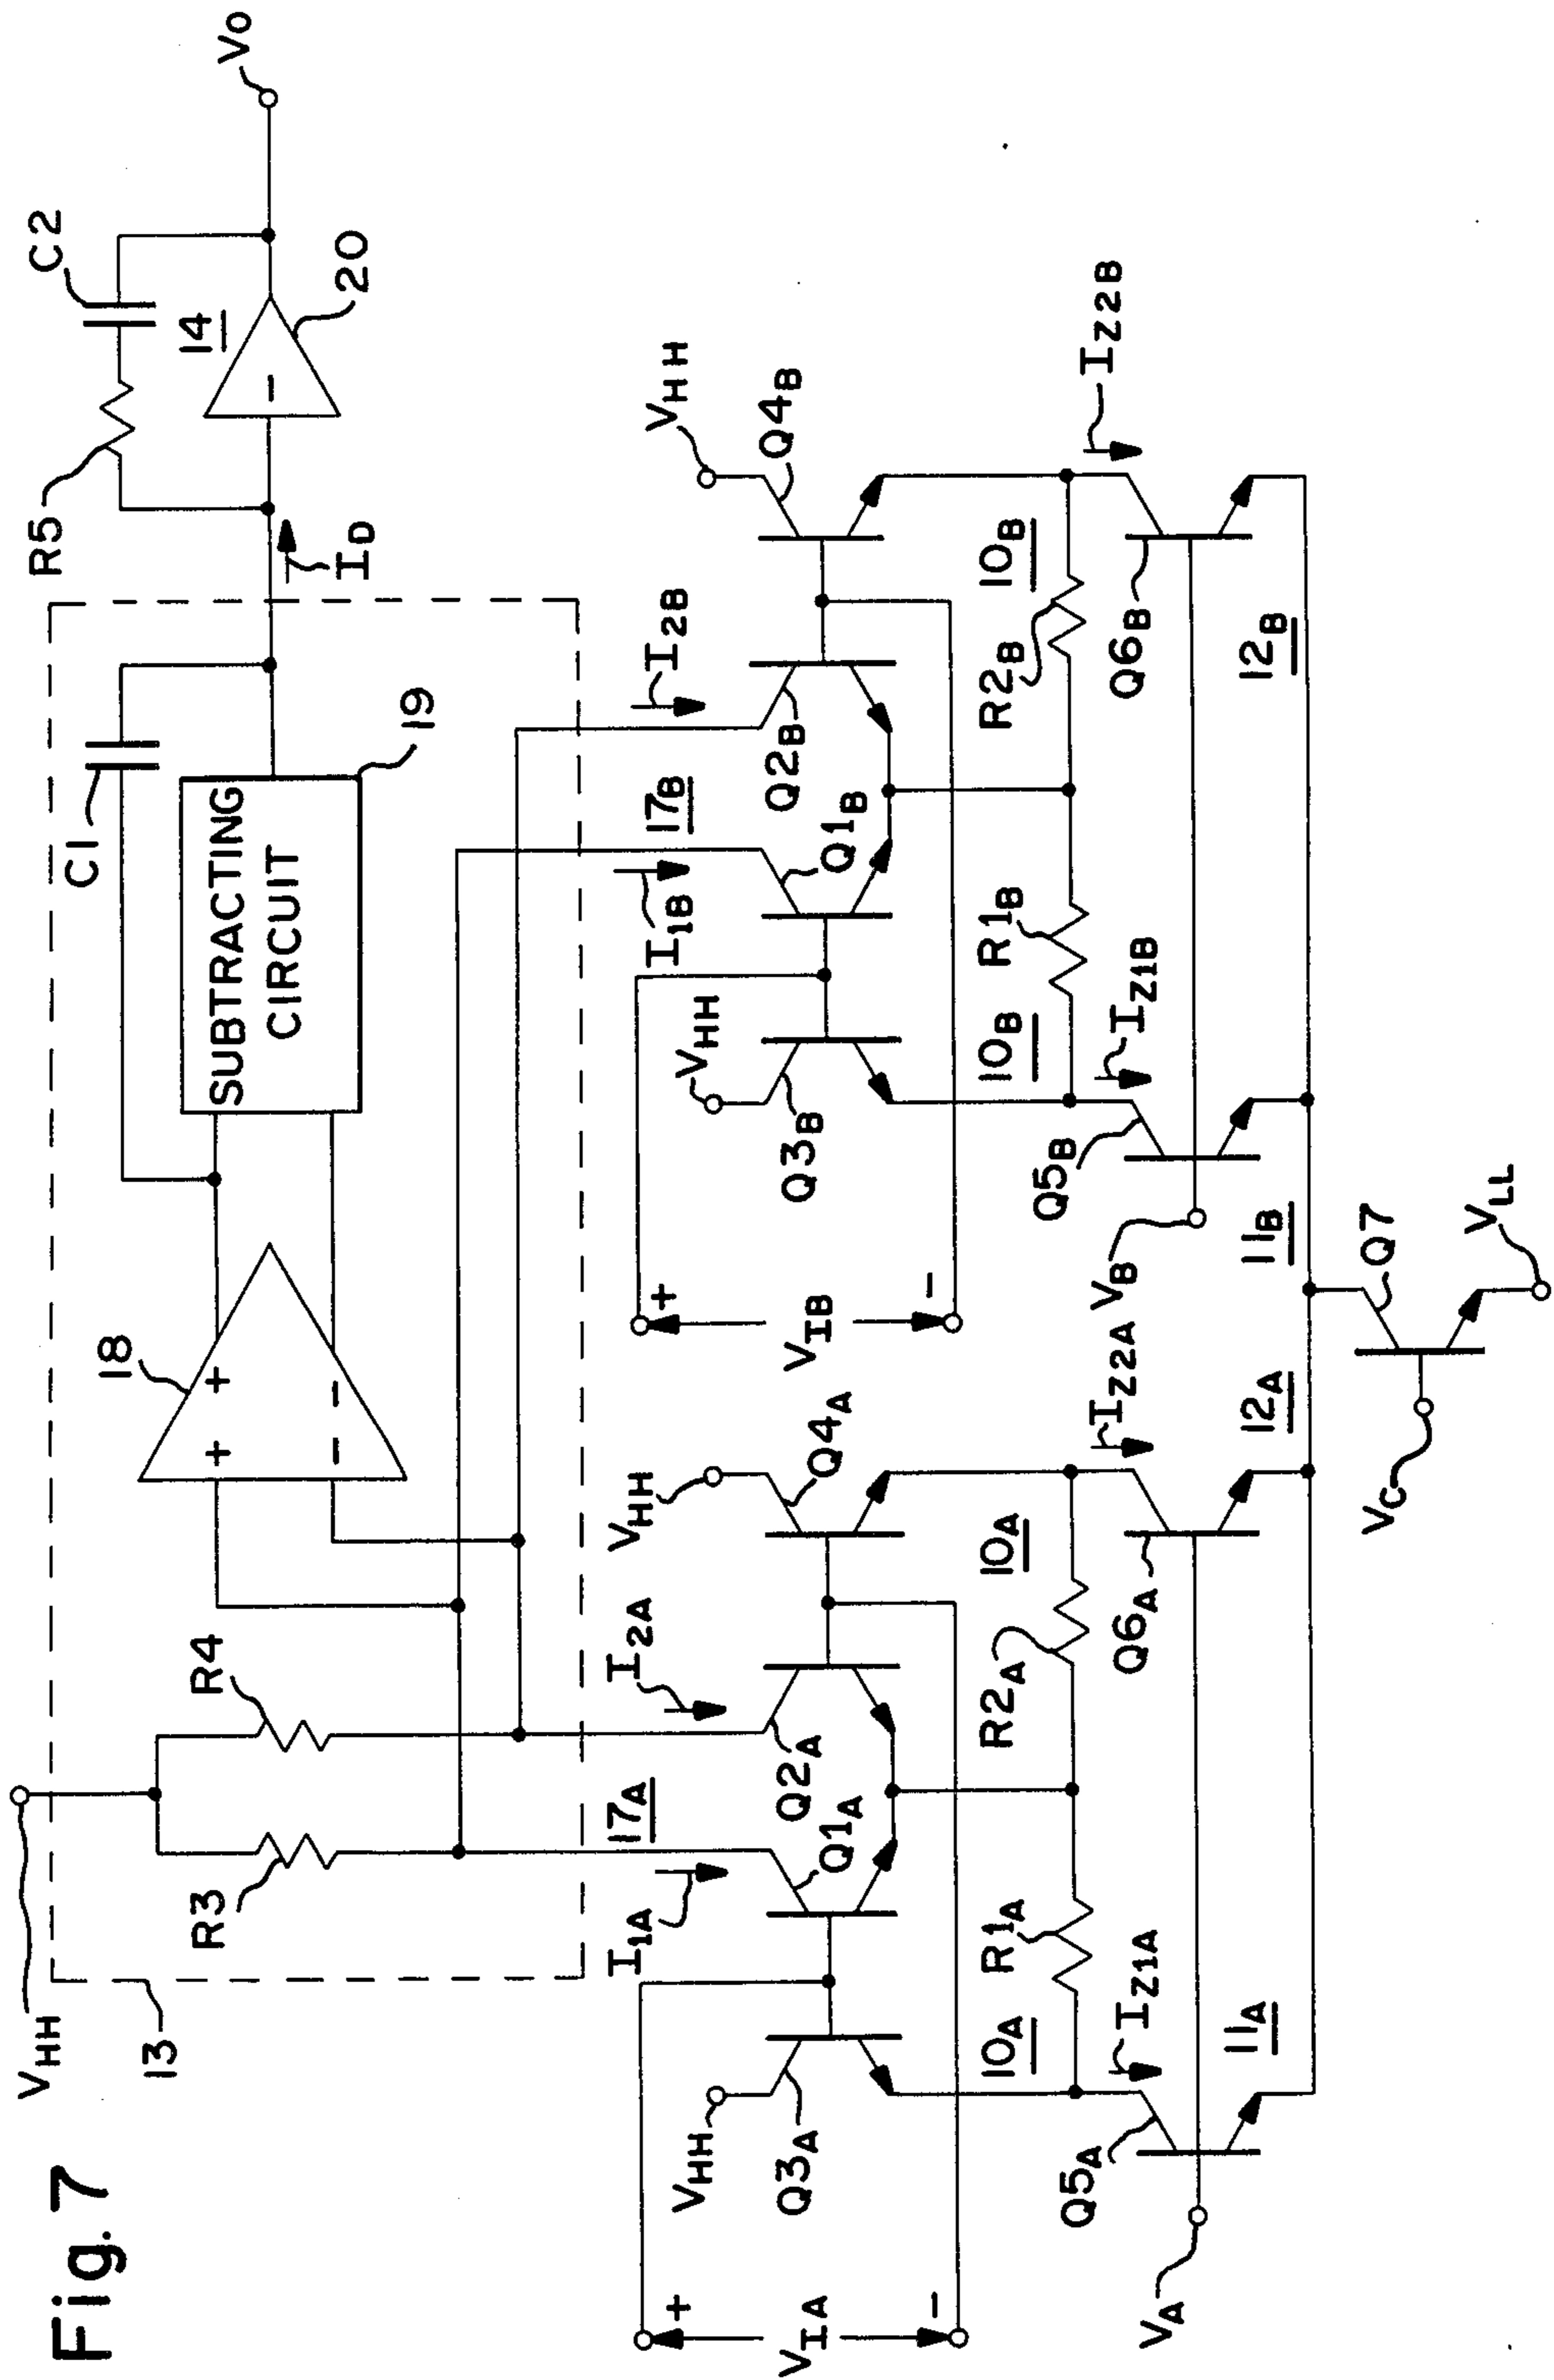 Fig. 7
VHH
13
R3
R4
18
+ +
- -
C1
SUBTRACTING
CIRCUIT
19
R5
C2
14
-
20
ID
VO
I1A
17A
I2A
VHH
Q3A
Q1A
Q2A
VHH
Q4A
+
VIA
-
10A
R1A
R2A
10A
IZ1A
IZ2A
Q5A
Q6A
VA
11A
12A
I1B
17B
I2B
VHH
Q3B
Q1B
Q2B
VHH
Q4B
+
VIB
-
10B
R1B
R2B
10B
IZ1B
IZ2B
Q5B
Q6B
VB
11B
12B
VC
Q7
VLL